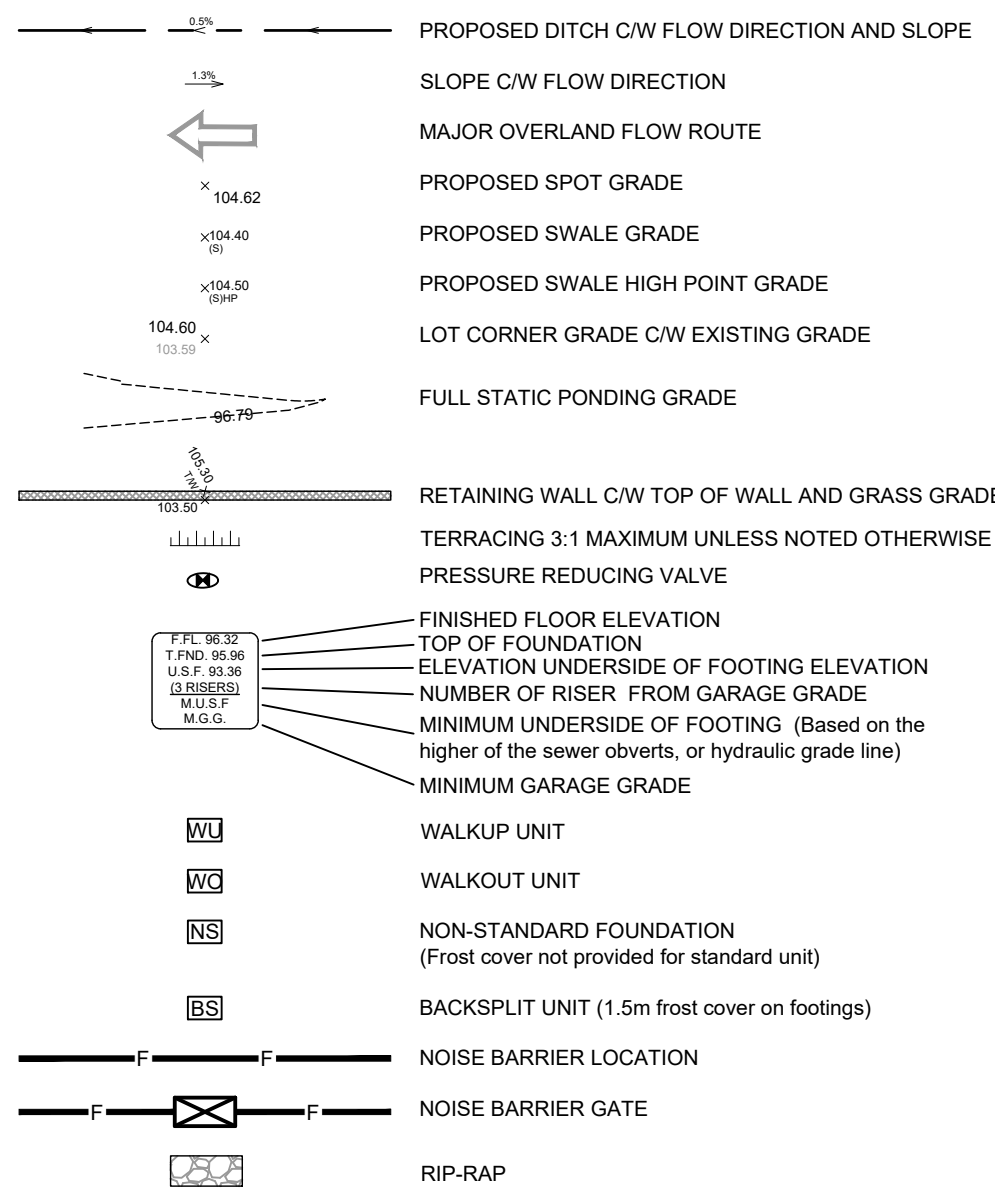 0.5%
PROPOSED DITCH C/W FLOW DIRECTION AND SLOPE
1.3%
SLOPE C/W FLOW DIRECTION
MAJOR OVERLAND FLOW ROUTE
104.62
PROPOSED SPOT GRADE
104.40
(S)
PROPOSED SWALE GRADE
104.50
(S)HP
PROPOSED SWALE HIGH POINT GRADE
104.60
103.59
LOT CORNER GRADE C/W EXISTING GRADE
96.79
FULL STATIC PONDING GRADE
105.30
T/W
103.50
RETAINING WALL C/W TOP OF WALL AND GRASS GRADE
TERRACING 3:1 MAXIMUM UNLESS NOTED OTHERWISE
PRESSURE REDUCING VALVE
F.FL. 96.32
T.FND. 95.96
U.S.F. 93.36
(3 RISERS)
M.U.S.F
M.G.G.
FINISHED FLOOR ELEVATION
TOP OF FOUNDATION
ELEVATION UNDERSIDE OF FOOTING ELEVATION
NUMBER OF RISER FROM GARAGE GRADE
MINIMUM UNDERSIDE OF FOOTING (Based on the
higher of the sewer obverts, or hydraulic grade line)
MINIMUM GARAGE GRADE
WU
WALKUP UNIT
WO
WALKOUT UNIT
NS
NON-STANDARD FOUNDATION
(Frost cover not provided for standard unit)
BS
BACKSPLIT UNIT (1.5m frost cover on footings)
F F
NOISE BARRIER LOCATION
F F
NOISE BARRIER GATE
RIP-RAP